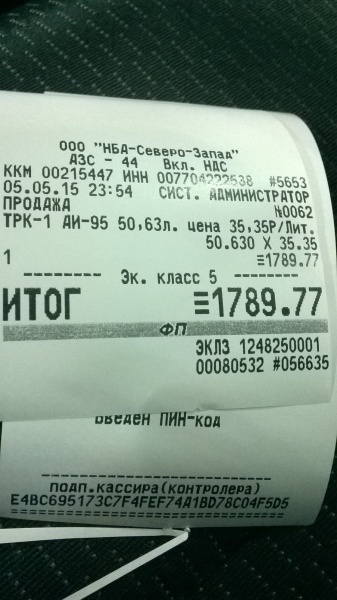 ООО "НБА-Северо-Запад"
АЗС - 44 Вкл. НДС
ККМ 00215447 ИНН 007704222538 #5653
05.05.15 23:54 СИСТ. АДМИНИСТРАТОР
ПРОДАЖА №0062
ТРК-1 АИ-95 50,63л. цена 35,35Р/Лит.
50.630 X 35.35
1 ≡1789.77
-------- Эк. класс 5 --------
ИТОГ ≡1789.77
ФП
ЭКЛЗ 1248250001
00080532 #056635
Введен ПИН-код
подп.кассира(контролера)
E4BC695173C7F4FEF74A1BD78C04F5D5
================================